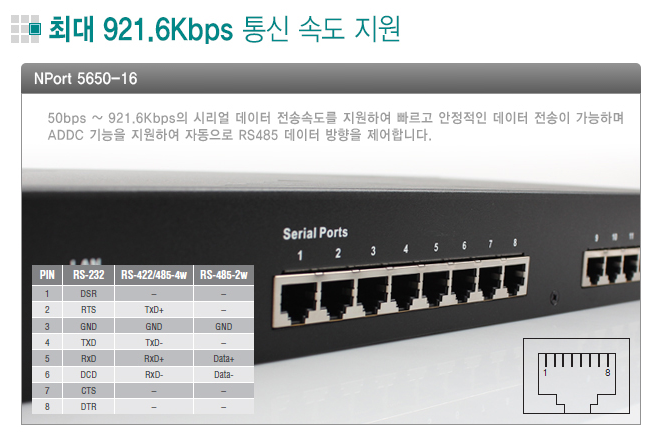 최대 921.6Kbps 통신 속도 지원
NPort 5650-16
50bps ~ 921.6Kbps의 시리얼 데이터 전송속도를 지원하여 빠르고 안정적인 데이터 전송이 가능하며
ADDC 기능을 지원하여 자동으로 RS485 데이터 방향을 제어합니다.
Serial Ports
1 2 3 4 5 6 7 8 9 10 11
LAN
PIN RS-232 RS-422/485-4w RS-485-2w
1 DSR – –
2 RTS TxD+ –
3 GND GND GND
4 TXD TxD- –
5 RxD RxD+ Data+
6 DCD RxD- Data-
7 CTS – –
8 DTR – –
1 8